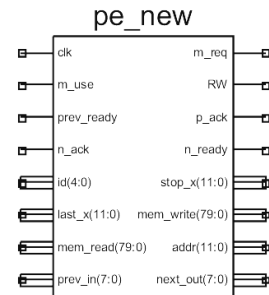 pe_new
clk m_req
m_use RW
prev_ready p_ack
n_ack n_ready
id(4:0) stop_x(11:0)
last_x(11:0) mem_write(79:0)
mem_read(79:0) addr(11:0)
prev_in(7:0) next_out(7:0)